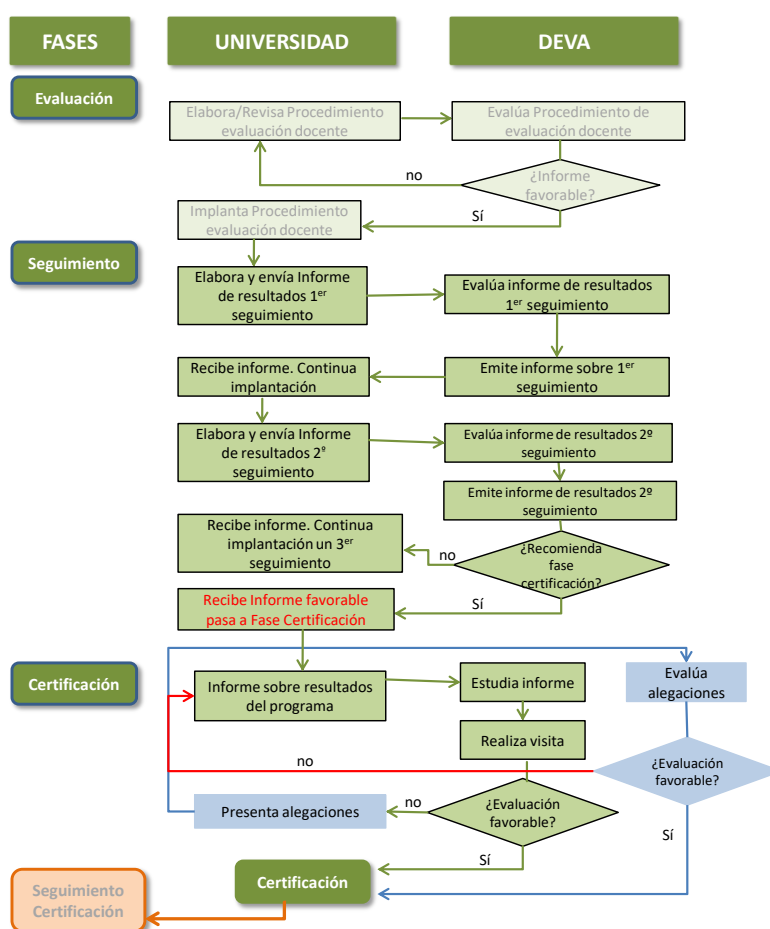 FASES
UNIVERSIDAD
DEVA
Evaluación
Elabora/Revisa Procedimiento
evaluación docente
Evalúa Procedimiento de
evaluación docente
no
¿Informe
favorable?
Implanta Procedimiento
evaluación docente
Sí
Seguimiento
Elabora y envía Informe
de resultados 1er
seguimiento
Evalúa informe de resultados
1er seguimiento
Recibe informe. Continua
implantación
Emite informe sobre 1er
seguimiento
Elabora y envía Informe
de resultados 2º
seguimiento
Evalúa informe de resultados 2º
seguimiento
Emite informe de resultados 2º
seguimiento
Recibe informe. Continua
implantación un 3er
seguimiento
no
¿Recomienda
fase
certificación?
Recibe Informe favorable
pasa a Fase Certificación
Sí
Certificación
Informe sobre resultados
del programa
Estudia informe
Evalúa
alegaciones
Realiza visita
no
¿Evaluación
favorable?
Presenta alegaciones
no
¿Evaluación
favorable?
Sí
Sí
Certificación
Seguimiento
Certificación